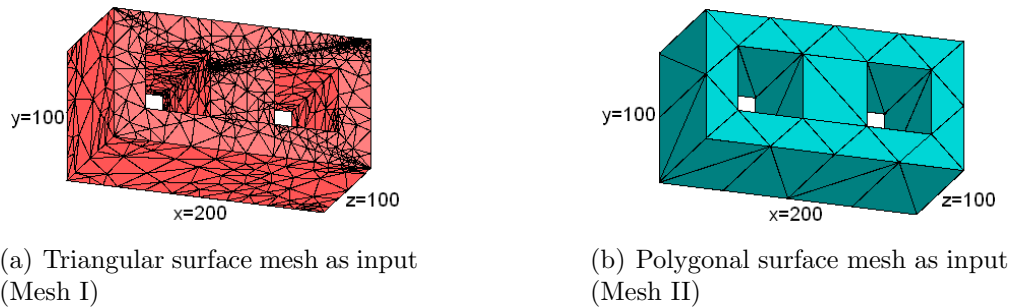 y=100
x=200
z=100
y=100
x=200
z=100
(a) Triangular surface mesh as input
(Mesh I)
(b) Polygonal surface mesh as input
(Mesh II)